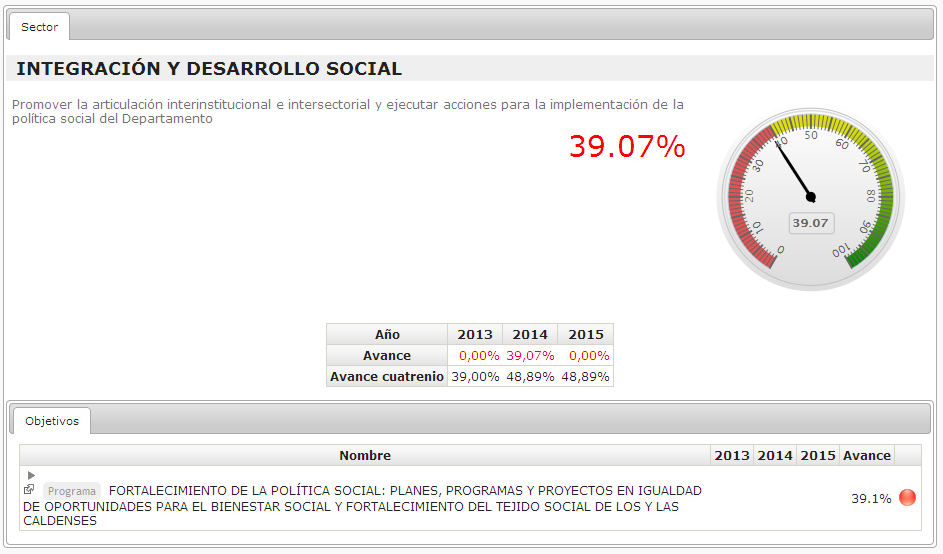 Sector
INTEGRACIÓN Y DESARROLLO SOCIAL
Promover la articulación interinstitucional e intersectorial y ejecutar acciones para la implementación de la
política social del Departamento
39.07%
0 10 20 30 40 50 60 70 80 90 100
39.07
Año 2013 2014 2015
Avance 0,00% 39,07% 0,00%
Avance cuatrenio 39,00% 48,89% 48,89%
Objetivos
Nombre 2013 2014 2015 Avance
Programa FORTALECIMIENTO DE LA POLÍTICA SOCIAL: PLANES, PROGRAMAS Y PROYECTOS EN IGUALDAD
DE OPORTUNIDADES PARA EL BIENESTAR SOCIAL Y FORTALECIMIENTO DEL TEJIDO SOCIAL DE LOS Y LAS
CALDENSES
39.1%